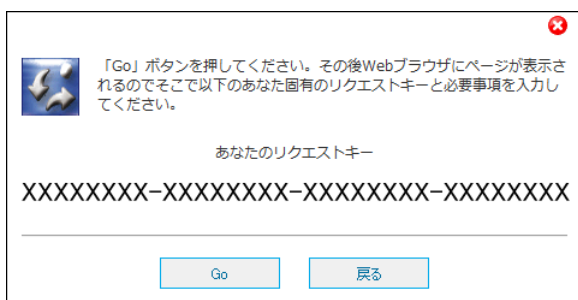 「Go」ボタンを押してください。その後Webブラウザにページが表示さ
れるのでそこで以下のあなた固有のリクエストキーと必要事項を入力し
てください。
あなたのリクエストキー
XXXXXXXX-XXXXXXXX-XXXXXXXX-XXXXXXXX
Go
戻る